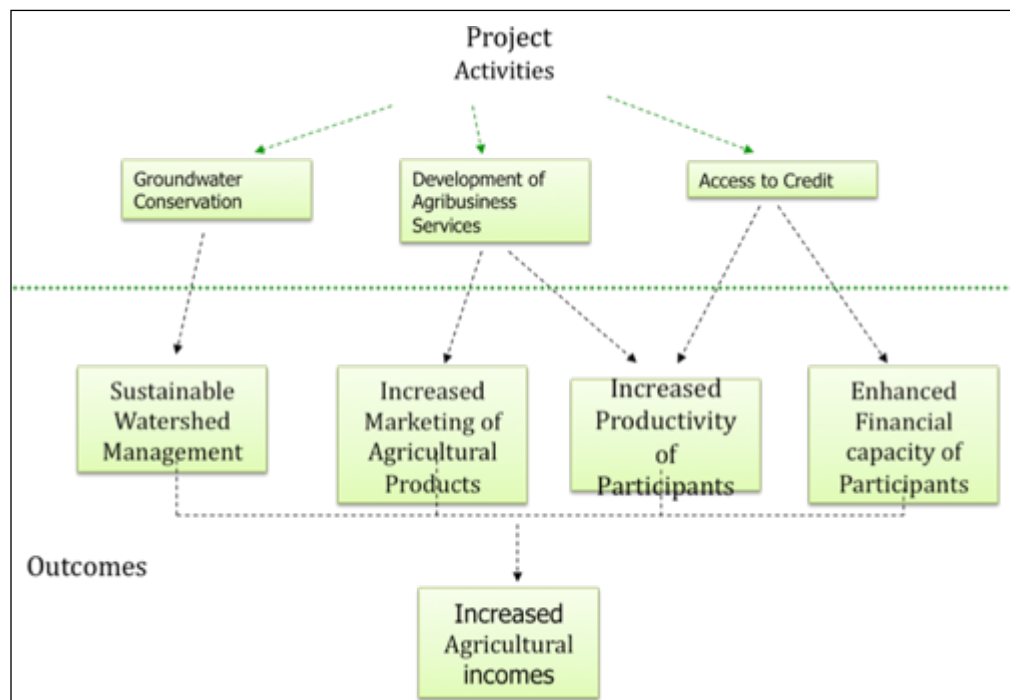 Project
Activities
Groundwater
Conservation
Development of
Agribusiness
Services
Access to Credit
Sustainable
Watershed
Management
Increased
Marketing of
Agricultural
Products
Increased
Productivity
of
Participants
Enhanced
Financial
capacity of
Participants
Outcomes
Increased
Agricultural
incomes